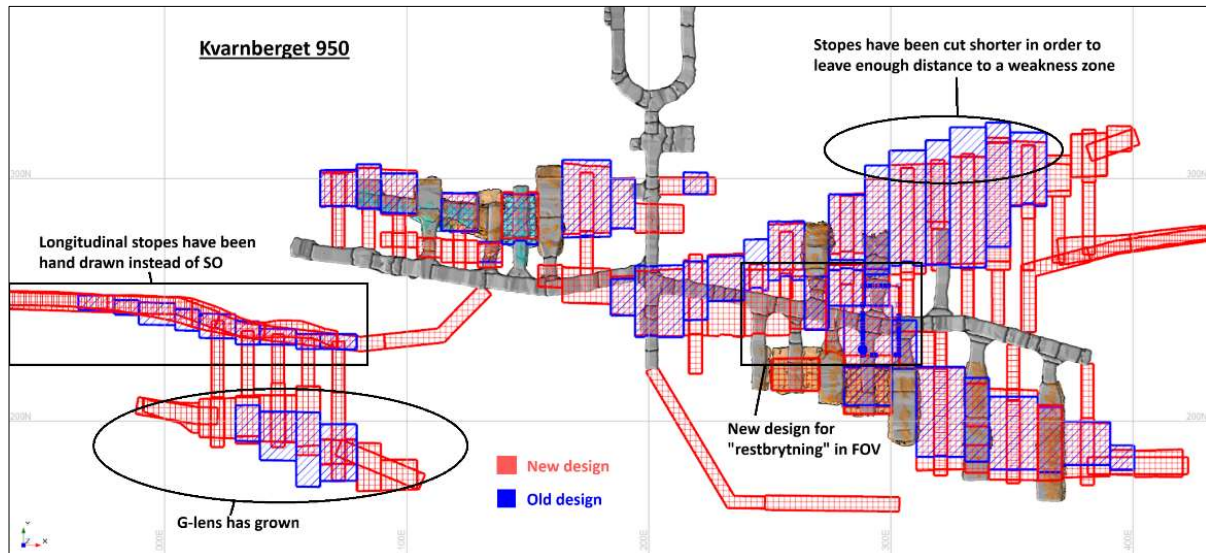 Kvarnberget 950
Stopes have been cut shorter in order to
leave enough distance to a weakness zone
Longitudinal stopes have been
hand drawn instead of SO
New design for
"restbrytning" in FOV
New design
Old design
G-lens has grown
Y
X